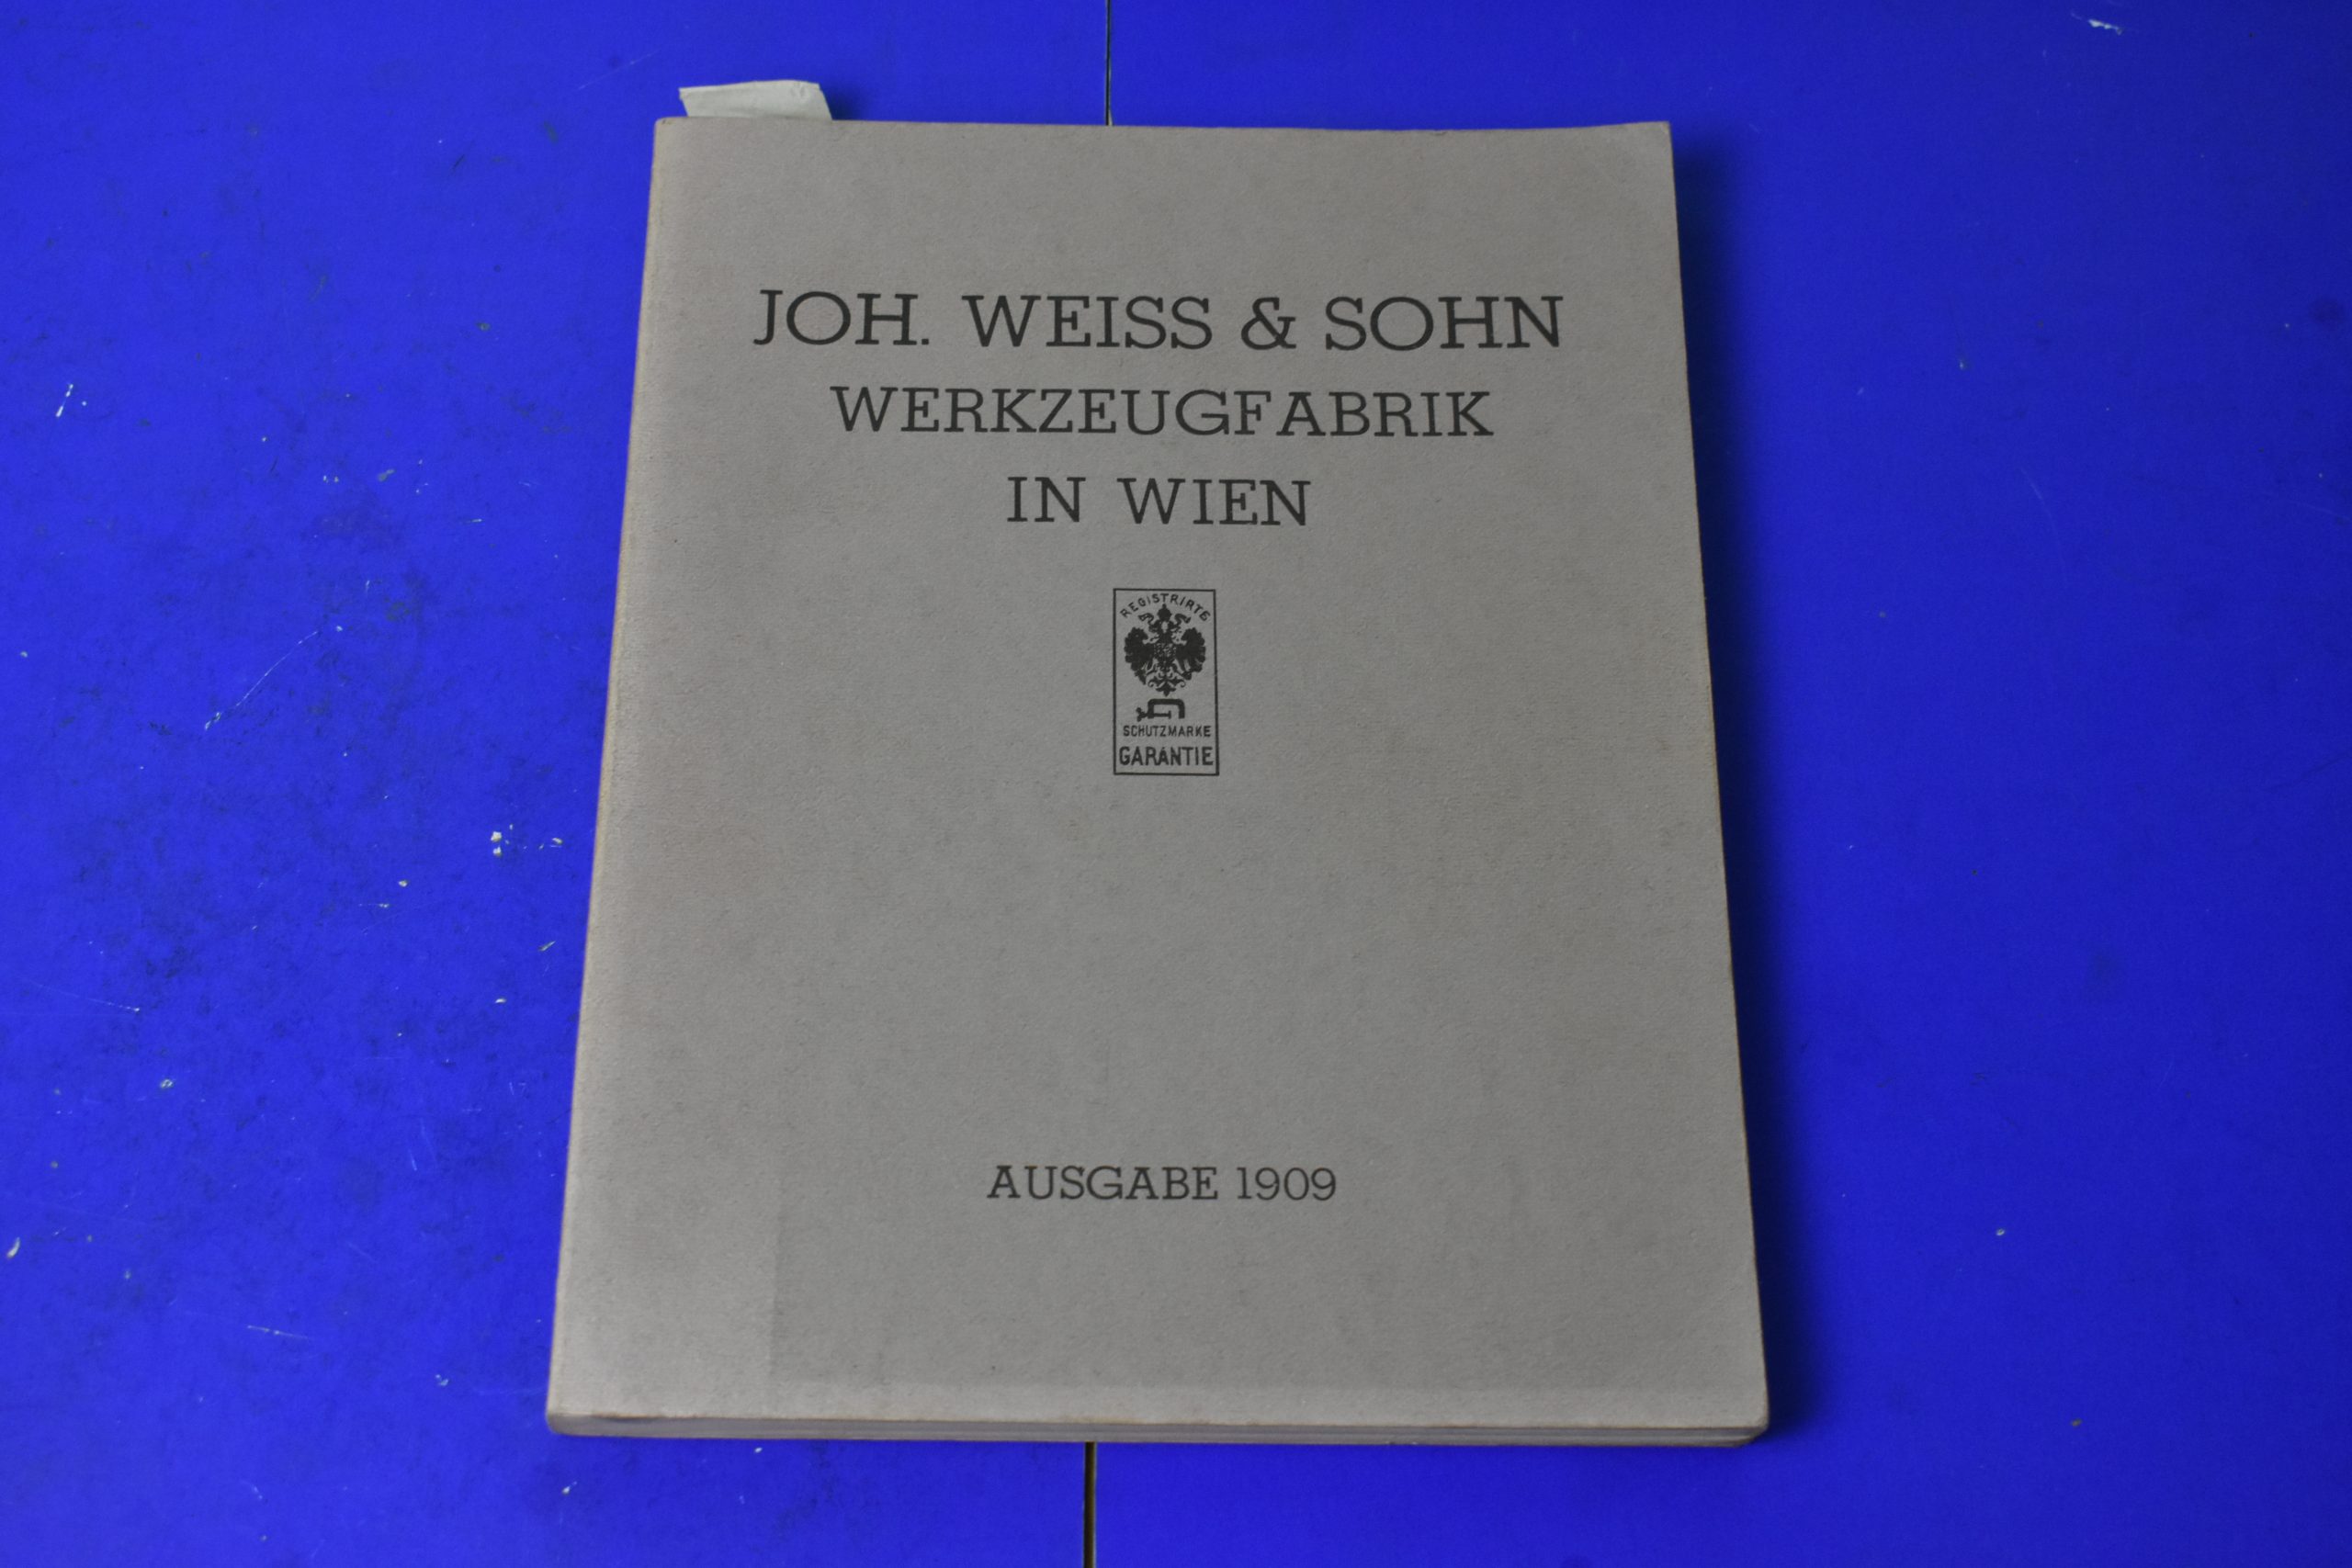 JOH. WEISS & SOHN
WERKZEUGFABRIK
IN WIEN
REGISTRIRTE
SCHUTZMARKE
GARANTIE
AUSGABE 1909